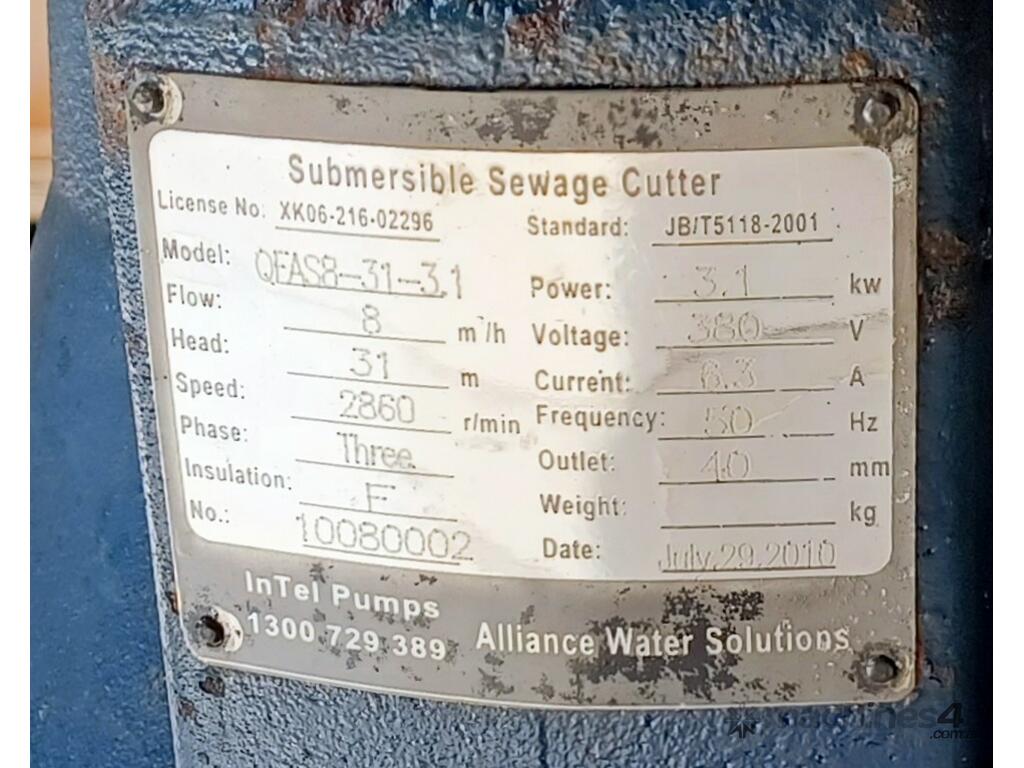 Submersible Sewage Cutter
License No: XK06-216-02296 Standard: JB/T5118-2001
Model: QEAS8-31-3.1 Power: 3.1 kw
Flow: 8 m³/h Voltage: 380 V
Head: 31 m Current: 6.3 A
Speed: 2860 r/min Frequency: 50 Hz
Phase: Three Outlet: 40 mm
Insulation: F Weight: kg
No.: 10080002 Date: July.29.2010
InTel Pumps
1300 729 389 Alliance Water Solutions
machines4
.com.au